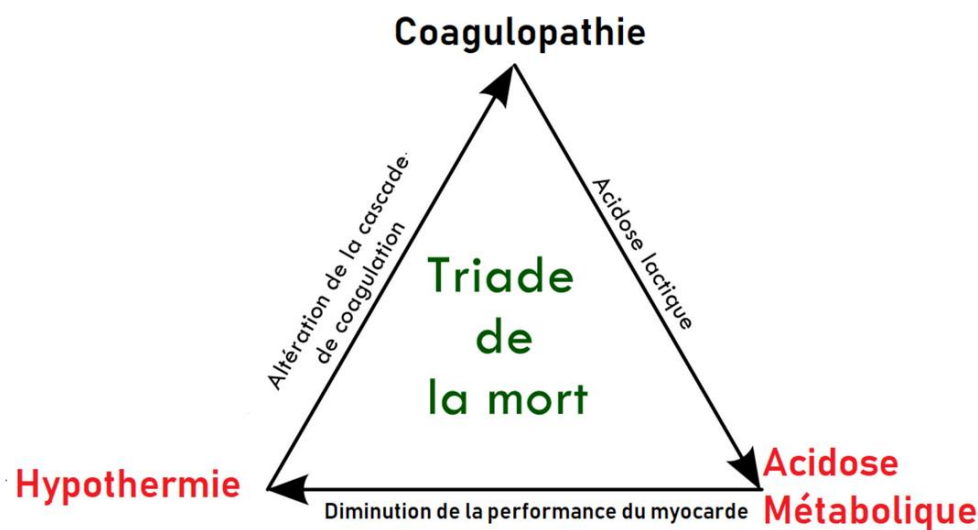 Coagulopathie
Altération de la cascade
de coagulation
Acidose lactique
Triade
de
la mort
Hypothermie
Acidose
Métabolique
Diminution de la performance du myocarde